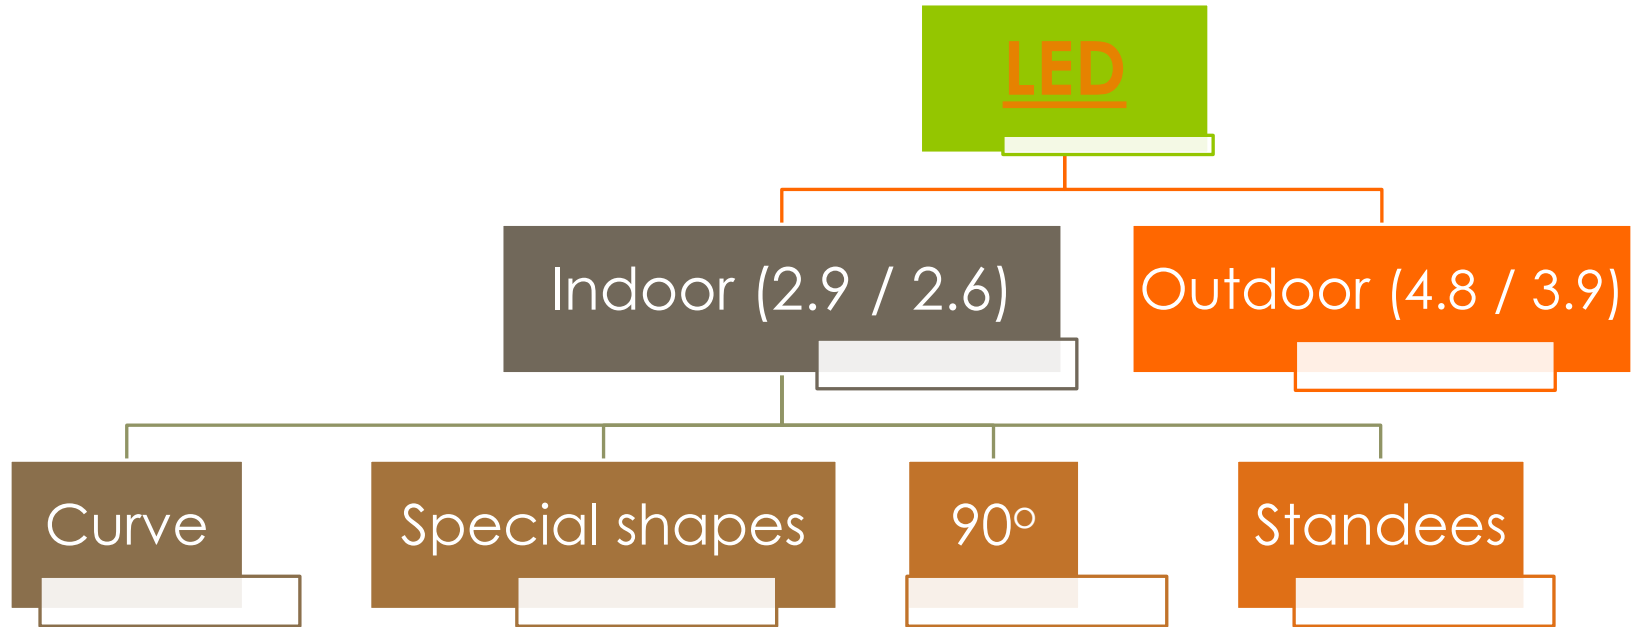 LED
Indoor (2.9 / 2.6)
Outdoor (4.8 / 3.9)
Curve
Special shapes
90º
Standees